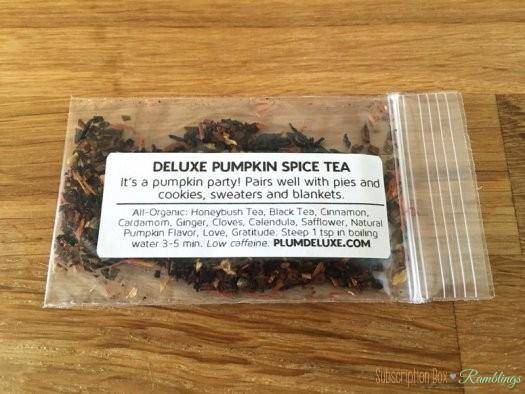 DELUXE PUMPKIN SPICE TEA
It's a pumpkin party! Pairs well with pies and
cookies, sweaters and blankets.
All-Organic: Honeybush Tea, Black Tea, Cinnamon,
Cardamom, Ginger, Cloves, Calendula, Safflower, Natural
Pumpkin Flavor, Love, Gratitude. Steep 1 tsp in boiling
water 3-5 min. Low caffeine. PLUMDELUXE.COM
Subscription Box ♥ Ramblings